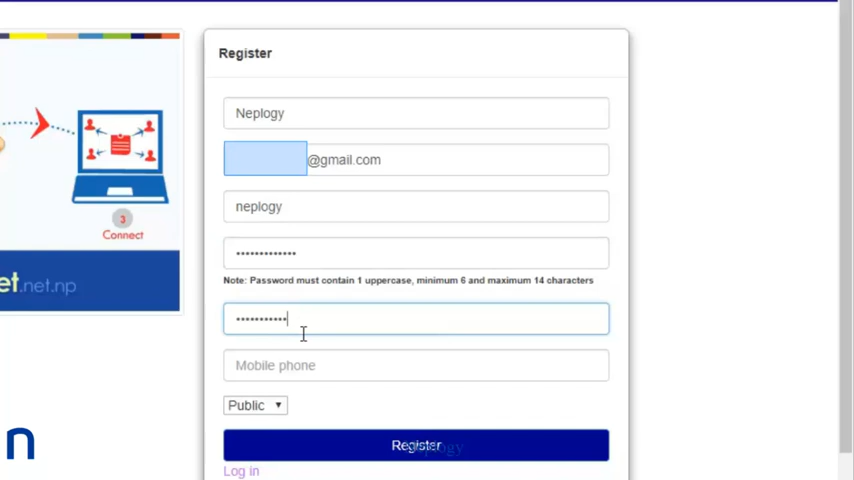 Register
Neplogy
@gmail.com
neplogy
•••••••••••••
Note: Password must contain 1 uppercase, minimum 6 and maximum 14 characters
•••••••••••
Mobile phone
Public
Register
Neplogy
Log in
3
Connect
et.net.np
n